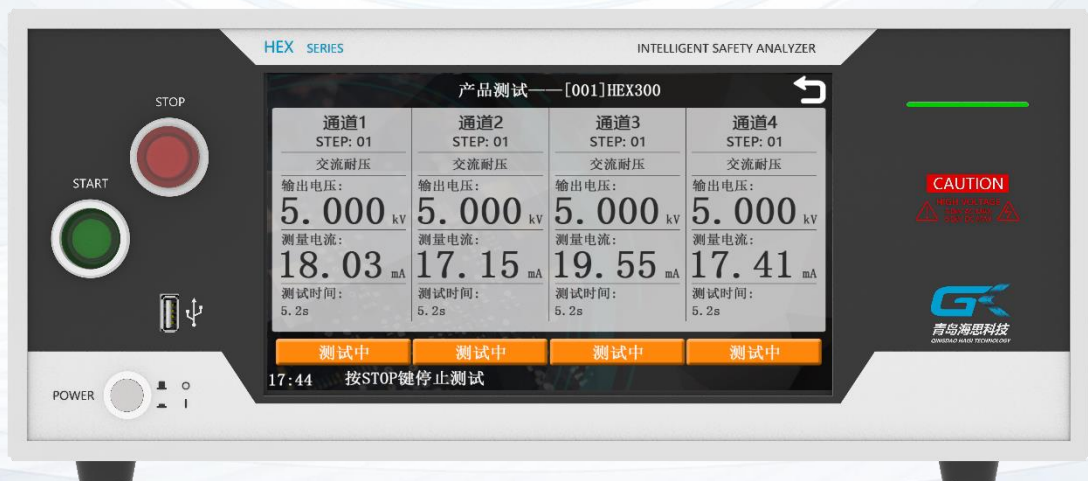 HEX SERIES
INTELLIGENT SAFETY ANALYZER
STOP
START
POWER
产品测试——[001]HEX300
通道1 通道2 通道3 通道4
STEP: 01 STEP: 01 STEP: 01 STEP: 01
交流耐压 交流耐压 交流耐压 交流耐压
输出电压: 输出电压: 输出电压: 输出电压:
5.000 kV 5.000 kV 5.000 kV 5.000 kV
测量电流: 测量电流: 测量电流: 测量电流:
18.03 mA 17.15 mA 19.55 mA 17.41 mA
测试时间: 测试时间: 测试时间: 测试时间:
5.2s 5.2s 5.2s 5.2s
测试中 测试中 测试中 测试中
17:44 按STOP键停止测试
CAUTION
HIGH VOLTAGE
青岛海思科技
QINGDAO HAISI TECHNOLOGY